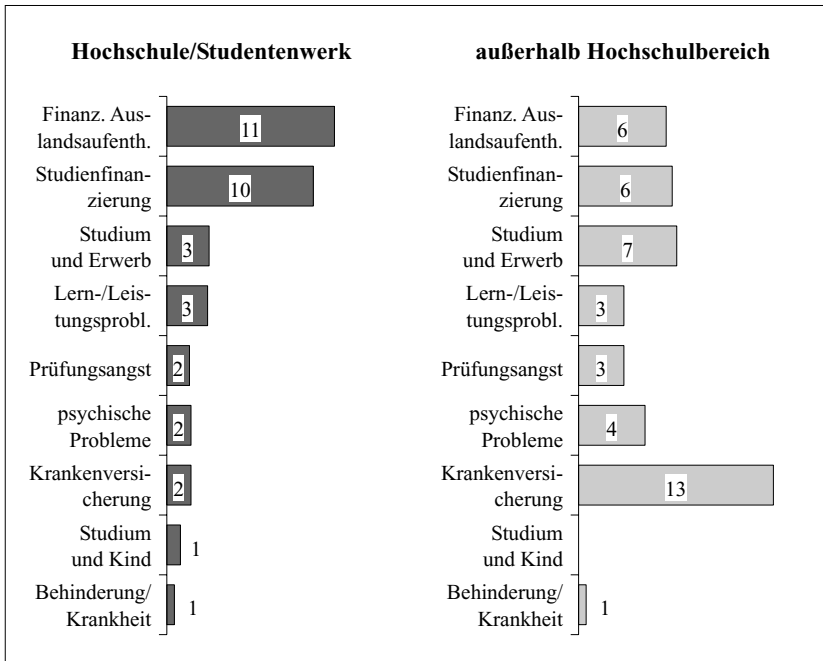 Hochschule/Studentenwerk
Finanz. Aus-
landsaufenth.
11
Studienfinan-
zierung
10
Studium
und Erwerb
3
Lern-/Leis-
tungsprobl.
3
Prüfungsangst
2
psychische
Probleme
2
Krankenversi-
cherung
2
Studium
und Kind
1
Behinderung/
Krankheit
1
außerhalb Hochschulbereich
Finanz. Aus-
landsaufenth.
6
Studienfinan-
zierung
6
Studium
und Erwerb
7
Lern-/Leis-
tungsprobl.
3
Prüfungsangst
3
psychische
Probleme
4
Krankenversi-
cherung
13
Studium
und Kind
Behinderung/
Krankheit
1